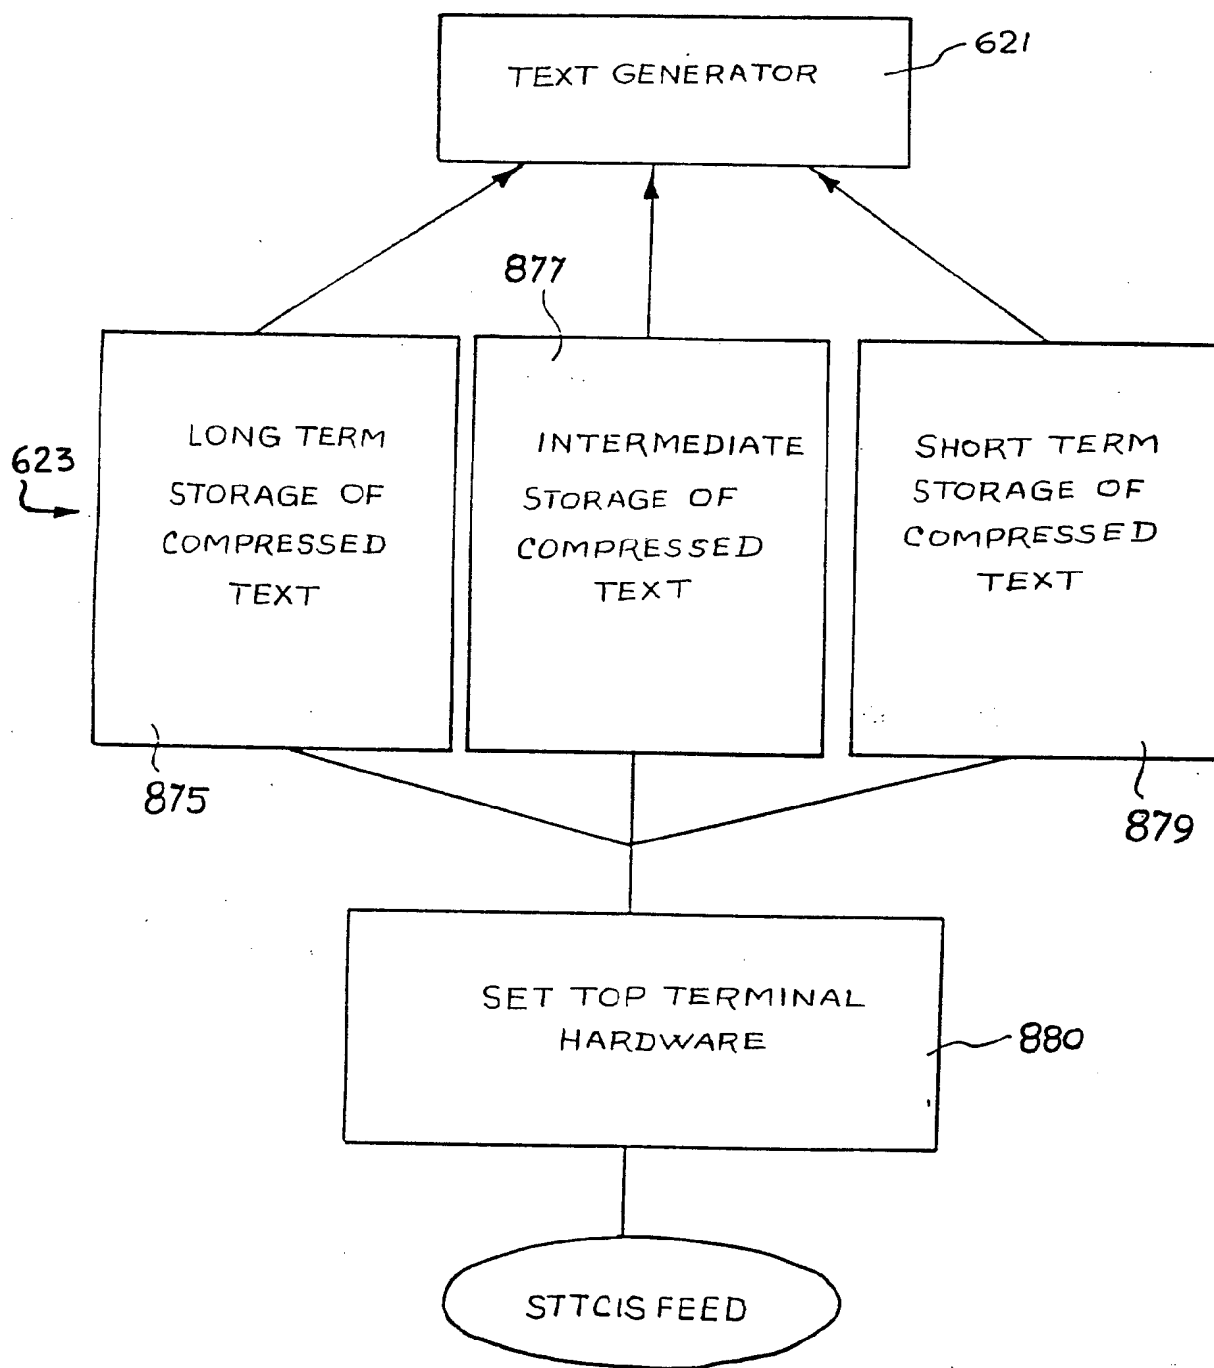 TEXT GENERATOR
621
877
623
LONG TERM
STORAGE OF
COMPRESSED
TEXT
INTERMEDIATE
STORAGE OF
COMPRESSED
TEXT
SHORT TERM
STORAGE OF
COMPRESSED
TEXT
875
879
SET TOP TERMINAL
HARDWARE
880
STTCIS FEED